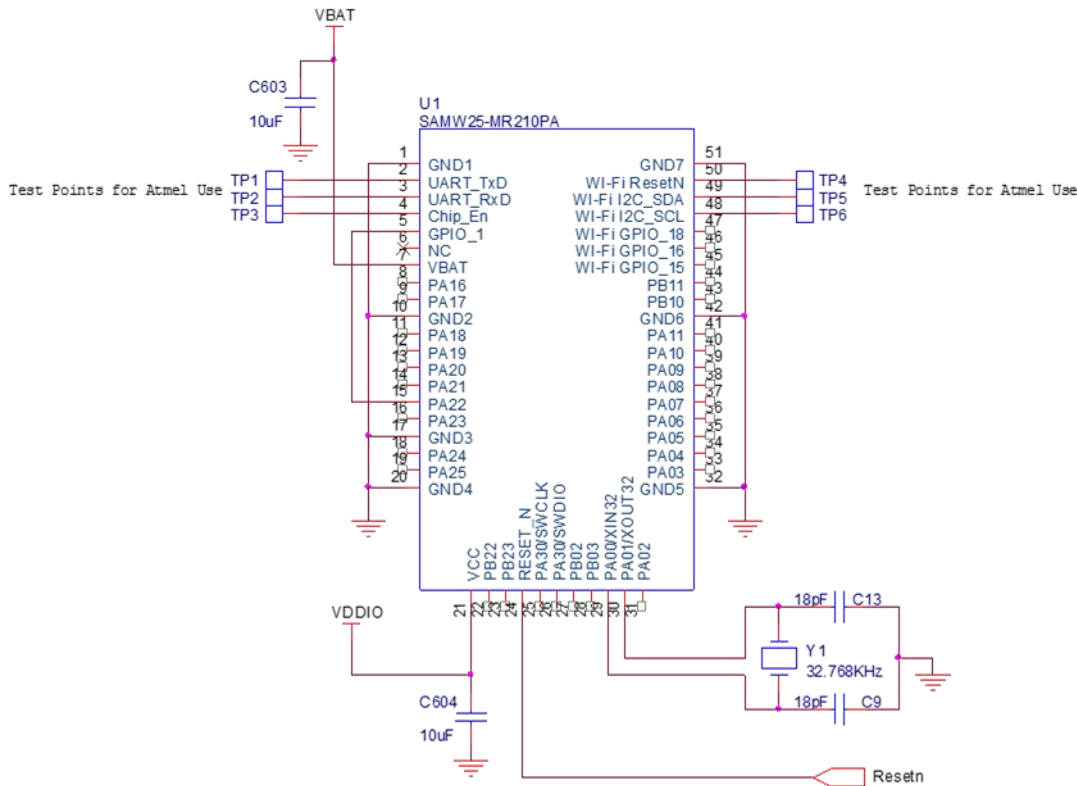 VBAT
C603
10uF
U1
SAMW25-MR210PA
Test Points for Atmel Use
TP1
TP2
TP3
1 GND1
2 UART_TxD
3 UART_RxD
4 Chip_En
5 GPIO_1
6 NC
7 VBAT
8 PA16
9 PA17
10 GND2
11 PA18
12 PA19
13 PA20
14 PA21
15 PA22
16 PA23
17 GND3
18 PA24
19 PA25
20 GND4
GND7 51
WI-Fi ResetN 50
WI-Fi I2C_SDA 49
WI-Fi I2C_SCL 48
WI-Fi GPIO_18 47
WI-Fi GPIO_16 46
WI-Fi GPIO_15 45
PB11 44
PB10 43
GND6 42
PA11 41
PA10 40
PA09 39
PA08 38
PA07 37
PA06 36
PA05 35
PA04 34
PA03 33
GND5 32
TP4
TP5
TP6
Test Points for Atmel Use
VCC 21
PB22 22
PB23 23
RESET_N 24
PA30/SWCLK 25
PA30/SWDIO 26
PB02 27
PB03 28
PA00/XIN32 29
PA01/XOUT32 30
PA02 31
VDDIO
C604
10uF
18pF C13
Y1
32.768KHz
18pF C9
Resetn